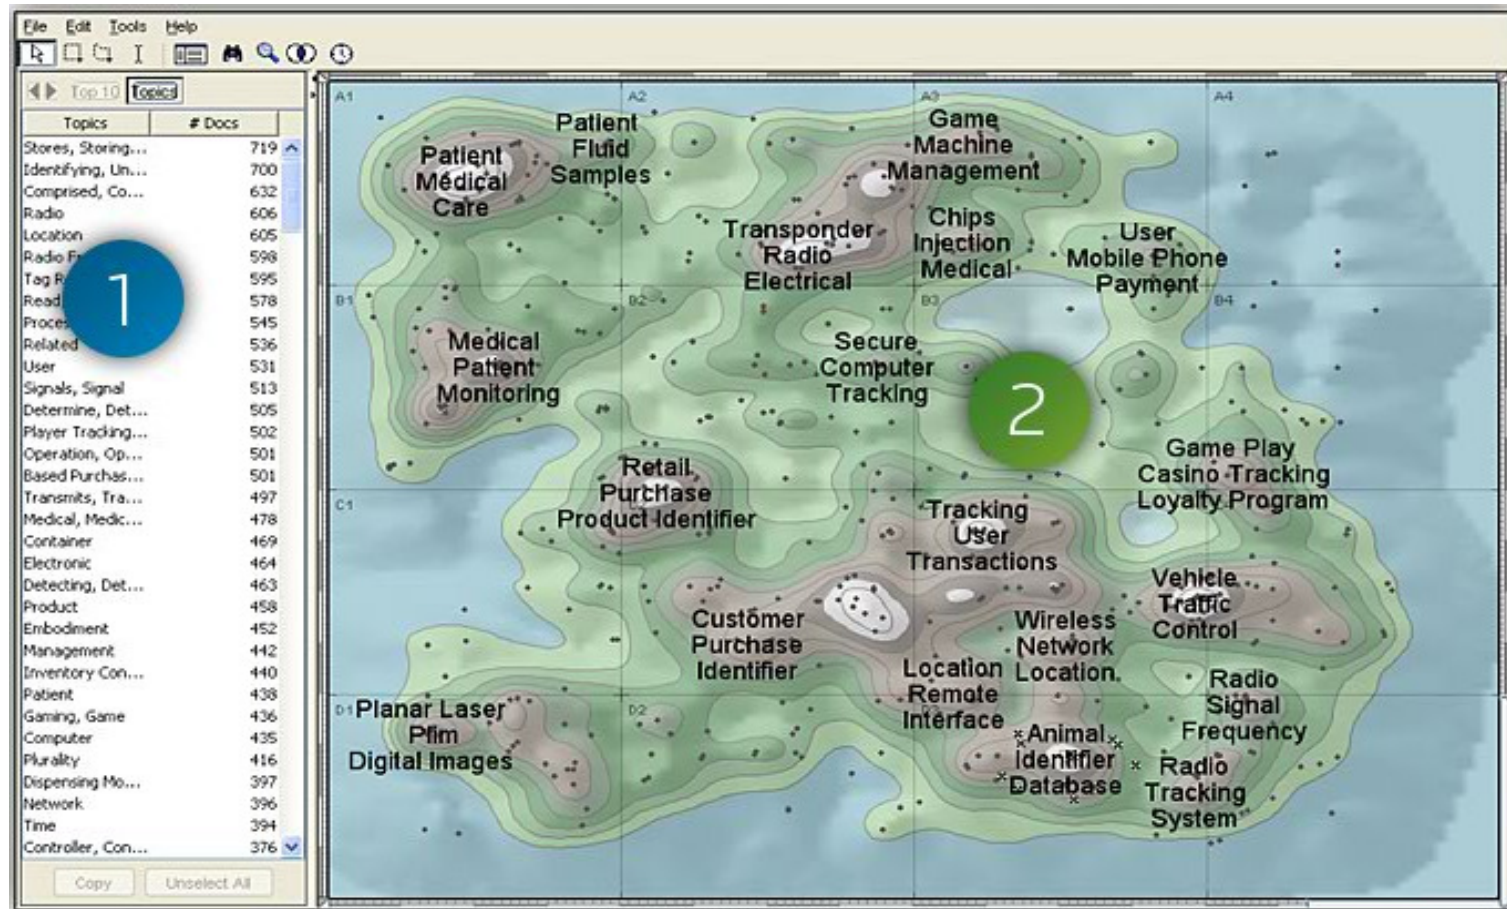 File Edit Tools Help
Top 10 Topics
Topics # Docs
Stores, Storing... 719
Identifying, Un... 700
Comprised, Co... 632
Radio 606
Location 605
Radio 598
Tag 595
Read 578
545
Related 536
User 531
Signals, Signal 513
Determine, Det... 505
Player Tracking... 502
Operation, Op... 501
Based Purchas... 501
Transmits, Tra... 497
Medical, Medic... 478
Container 469
Electronic 464
Detecting, Det... 463
Product 458
Embodiment 452
Management 442
Inventory Con... 440
Patient 438
Gaming, Game 436
Computer 435
Plurality 416
Dispensing Mo... 397
Network 396
Time 394
Controller, Con... 376
Copy Unselect All
1
A1 A2 A3 A4
Patient
Medical
Care
Patient
Fluid
Samples
Game
Machine
Management
Transponder
Radio
Electrical
Chips
Injection
Medical
User
Mobile Phone
Payment
B1 B2 B3 B4
Medical
Patient
Monitoring
Secure
Computer
Tracking
2
Game Play
Casino Tracking
Loyalty Program
Retail
Purchase
Product Identifier
C1
Tracking
User
Transactions
Vehicle
Traffic
Control
Customer
Purchase
Identifier
Wireless
Network
Location
Location
Remote
Interface
Radio
Signal
Frequency
D1 D2 D3
Planar Laser
Pfim
Digital Images
Animal
Identifier
Database
Radio
Tracking
System